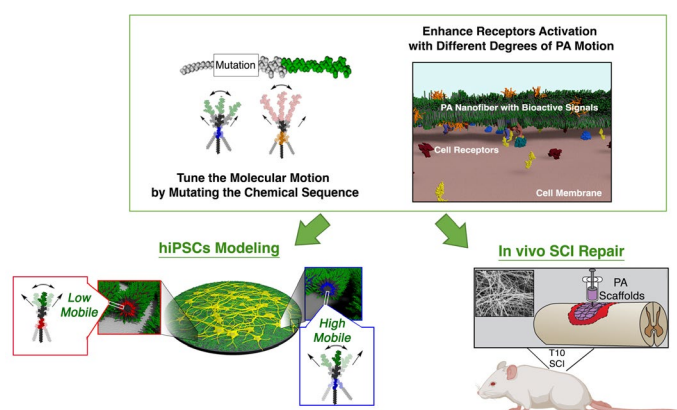 Mutation
Tune the Molecular Motion
by Mutating the Chemical Sequence
Enhance Receptors Activation
with Different Degrees of PA Motion
PA Nanofiber with Bioactive Signals
Cell Receptors
Cell Membrane
hiPSCs Modeling
Low
Mobile
High
Mobile
In vivo SCI Repair
PA
Scaffolds
T10
SCI